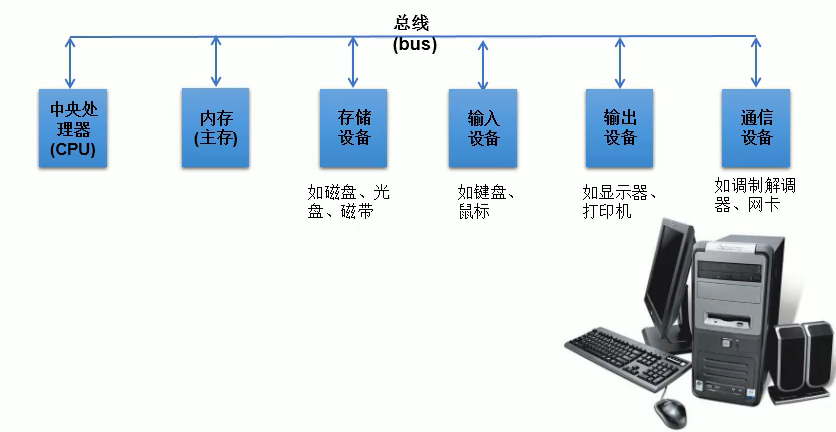 总线
(bus)
中央处
理器
(CPU)
内存
(主存)
存储
设备
输入
设备
输出
设备
通信
设备
如磁盘、光
盘、磁带
如键盘、
鼠标
如显示器、
打印机
如调制解调
器、网卡